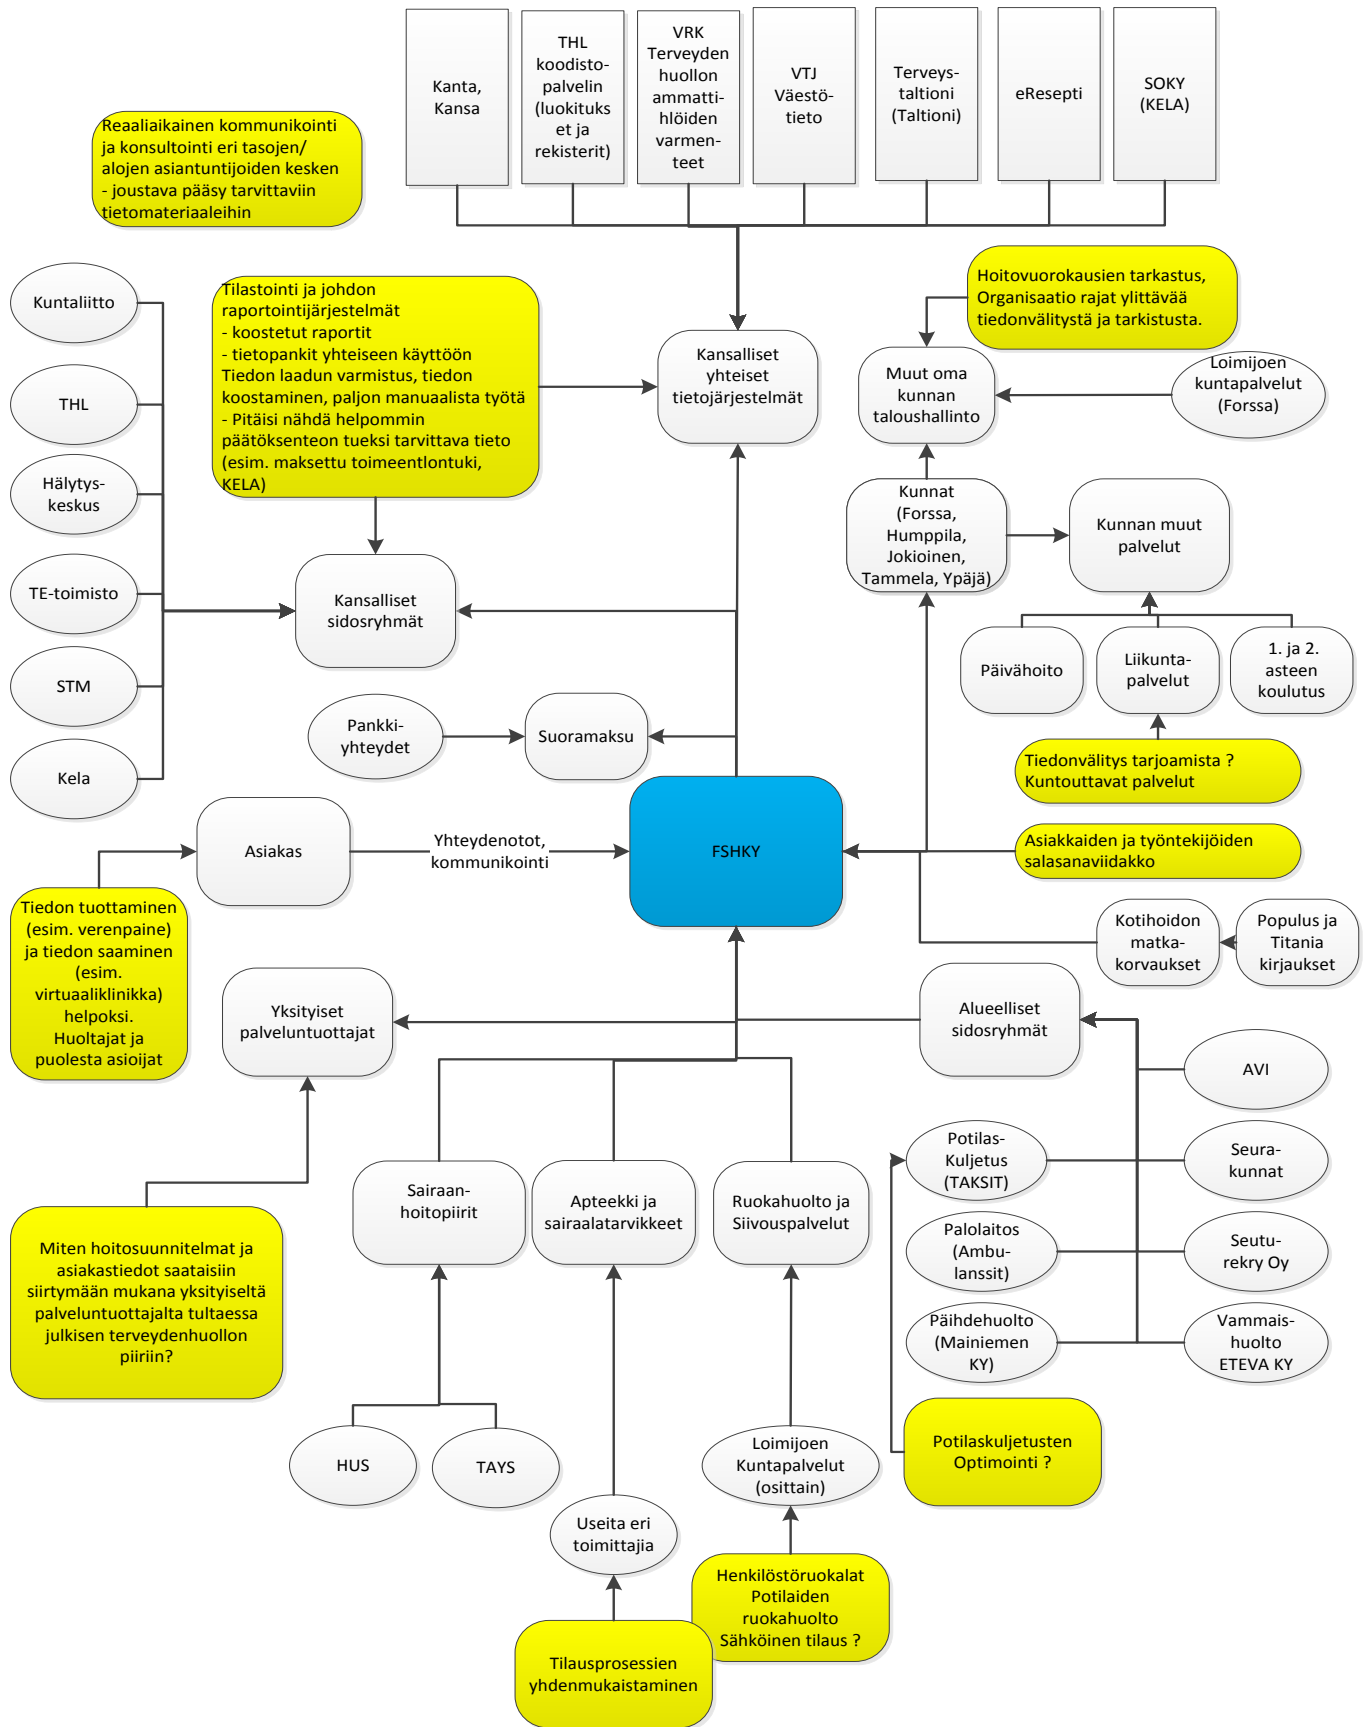 Kanta,
Kansa
THL
koodisto-
palvelin
(luokituks
et ja
rekisterit)
VRK
Terveyden
huollon
ammatti-
ihlöiden
varmen-
teet
VTJ
Väestö-
tieto
Terveys-
taltioni
(Taltioni)
eResepti
SOKY
(KELA)
Reaaliaikainen kommunikointi
ja konsultointi eri tasojen/
alojen asiantuntijoiden kesken
- joustava pääsy tarvittaviin
tietomateriaaleihin
Kuntaliitto
THL
Hälytys-
keskus
TE-toimisto
STM
Kela
Tilastointi ja johdon
raportointijärjestelmät
- koostetut raportit
- tietopankit yhteiseen käyttöön
Tiedon laadun varmistus, tiedon
koostaminen, paljon manuaalista työtä
- Pitäisi nähdä helpommin
päätöksenteon tueksi tarvittava tieto
(esim. maksettu toimeentlontuki,
KELA)
Kansalliset
yhteiset
tietojärjestelmät
Hoitovuorokausien tarkastus,
Organisaatio rajat ylittävää
tiedonvälitystä ja tarkistusta.
Muut oma
kunnan
taloushallinto
Loimijoen
kuntapalvelut
(Forssa)
Kunnat
(Forssa,
Humppila,
Jokioinen,
Tammela, Ypäjä)
Kunnan muut
palvelut
Kansalliset
sidosryhmät
Päivähoito
Liikunta-
palvelut
1. ja 2.
asteen
koulutus
Pankki-
yhteydet
Suoramaksu
Tiedonvälitys tarjoamista ?
Kuntouttavat palvelut
Asiakas
Yhteydenotot,
kommunikointi
FSHKY
Asiakkaiden ja työntekijöiden
salasanaviidakko
Tiedon tuottaminen
(esim. verenpaine)
ja tiedon saaminen
(esim.
virtuaaliklinikka)
helpoksi.
Huoltajat ja
puolesta asioijat
Kotihoidon
matka-
korvaukset
Populus ja
Titania
kirjaukset
Yksityiset
palveluntuottajat
Alueelliset
sidosryhmät
AVI
Potilas-
Kuljetus
(TAKSIT)
Seura-
kunnat
Palolaitos
(Ambu-
lanssit)
Seutu-
rekry Oy
Päihdehuolto
(Mainiemen
KY)
Vammais-
huolto
ETEVA KY
Sairaan-
hoitopiirit
Apteekki ja
sairaalatarvikkeet
Ruokahuolto ja
Siivouspalvelut
Miten hoitosuunnitelmat ja
asiakastiedot saataisiin
siirtymään mukana yksityiseltä
palveluntuottajalta tultaessa
julkisen terveydenhuollon
piiriin?
HUS
TAYS
Loimijoen
Kuntapalvelut
(osittain)
Potilaskuljetusten
Optimointi ?
Useita eri
toimittajia
Henkilöstöruokalat
Potilaiden
ruokahuolto
Sähköinen tilaus ?
Tilausprosessien
yhdenmukaistaminen